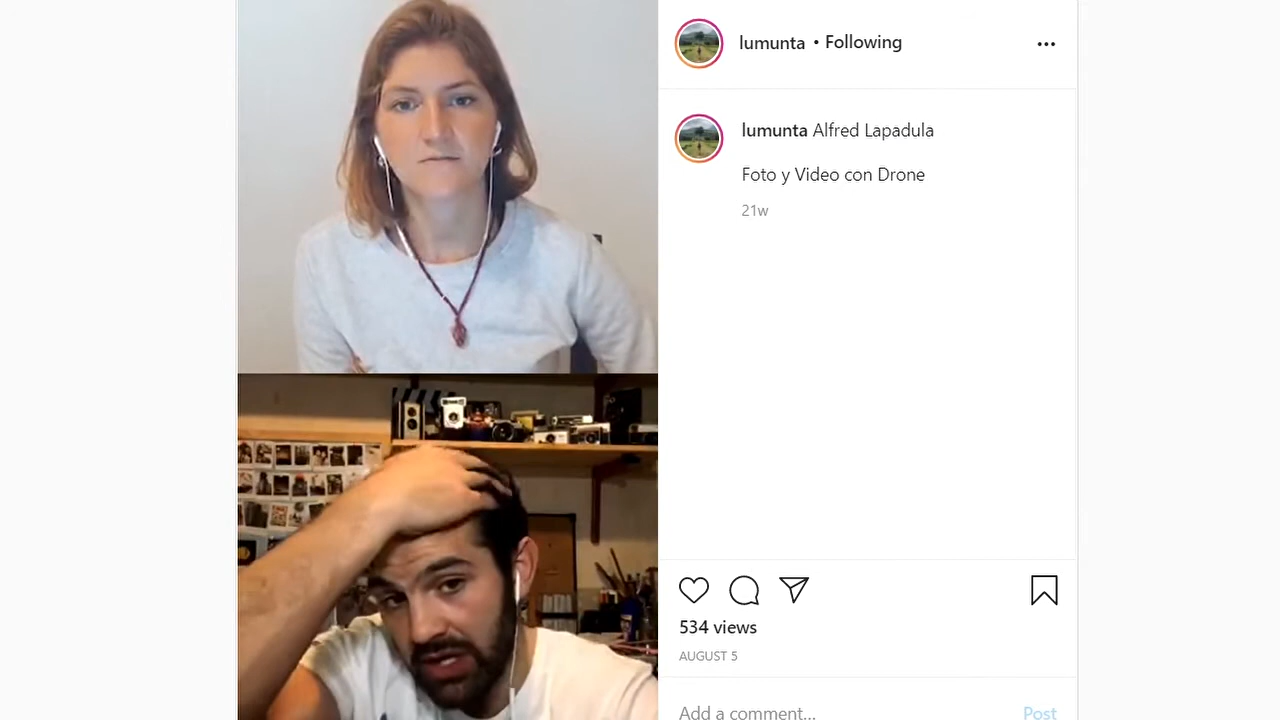 lumunta • Following
lumunta Alfred Lapadula
Foto y Video con Drone
21w
534 views
AUGUST 5
Add a comment...
Post